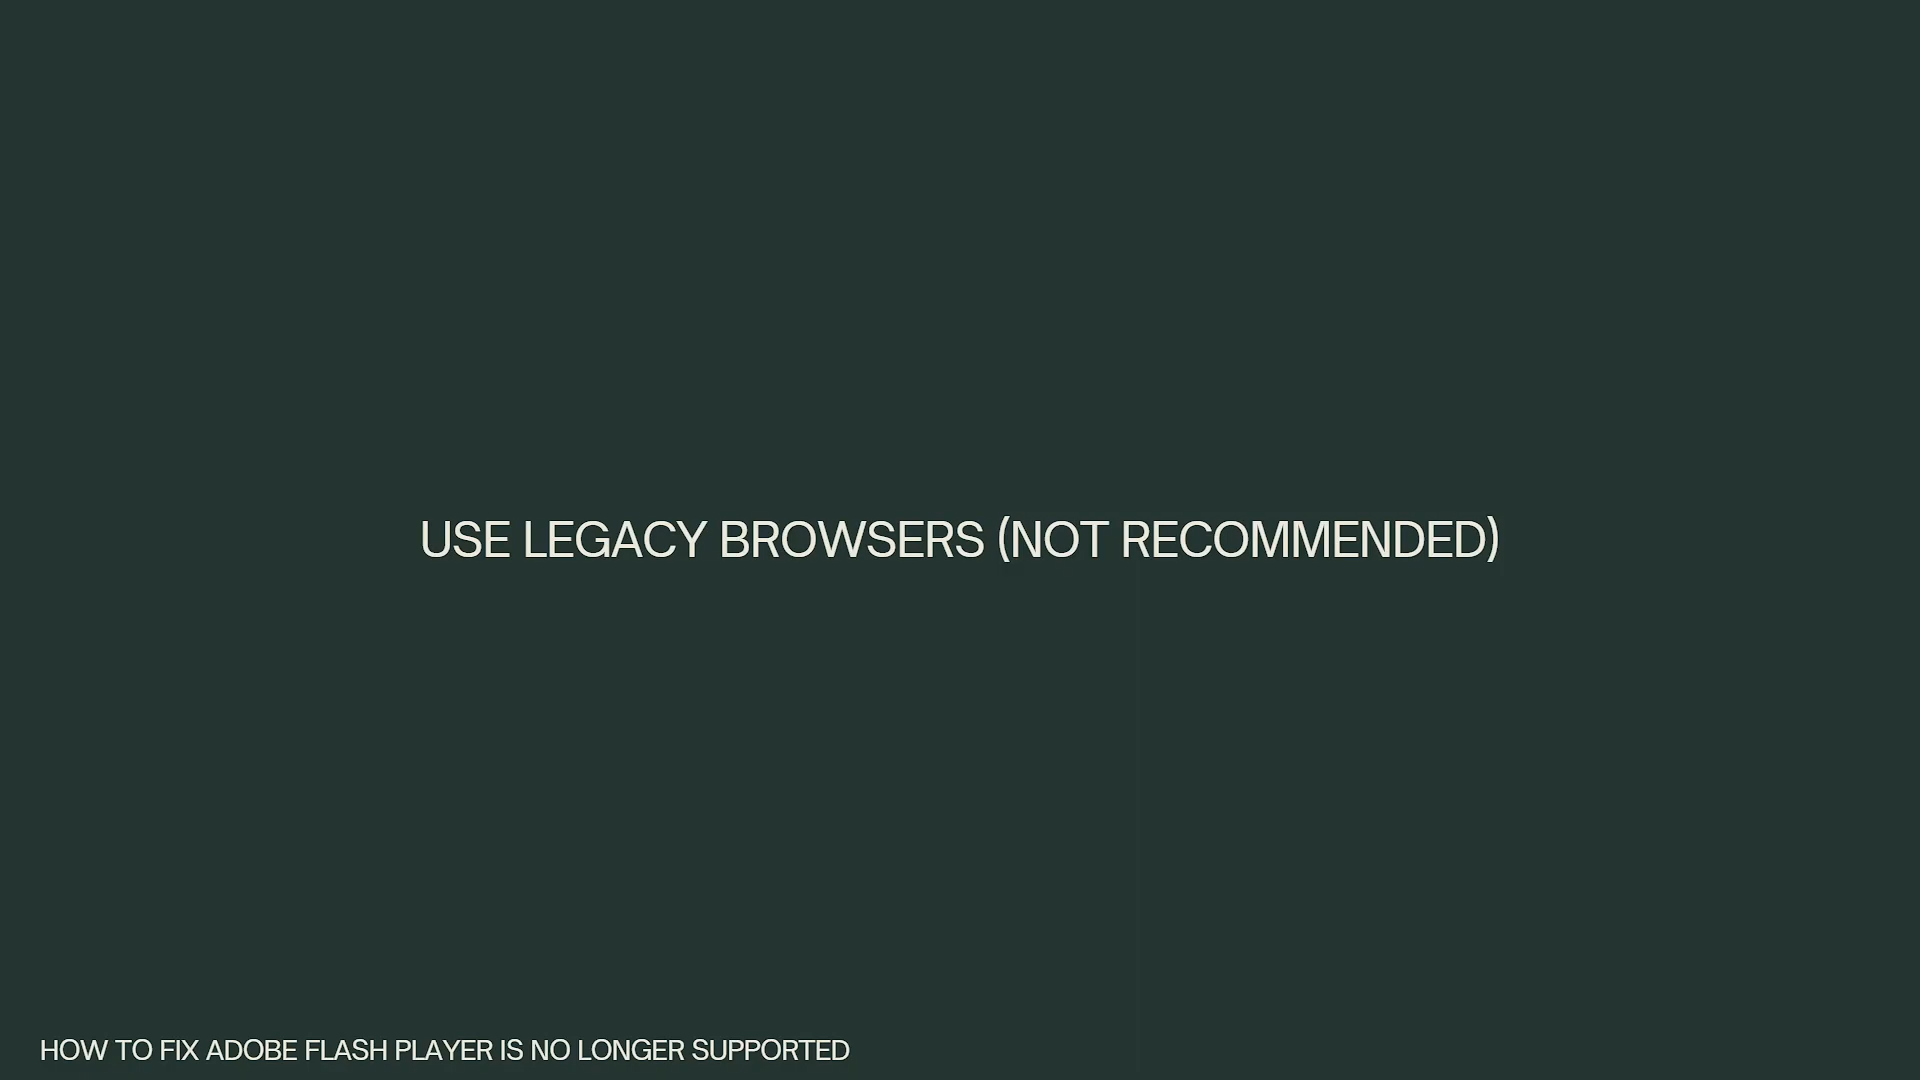 USE LEGACY BROWSERS (NOT RECOMMENDED)
HOW TO FIX ADOBE FLASH PLAYER IS NO LONGER SUPPORTED